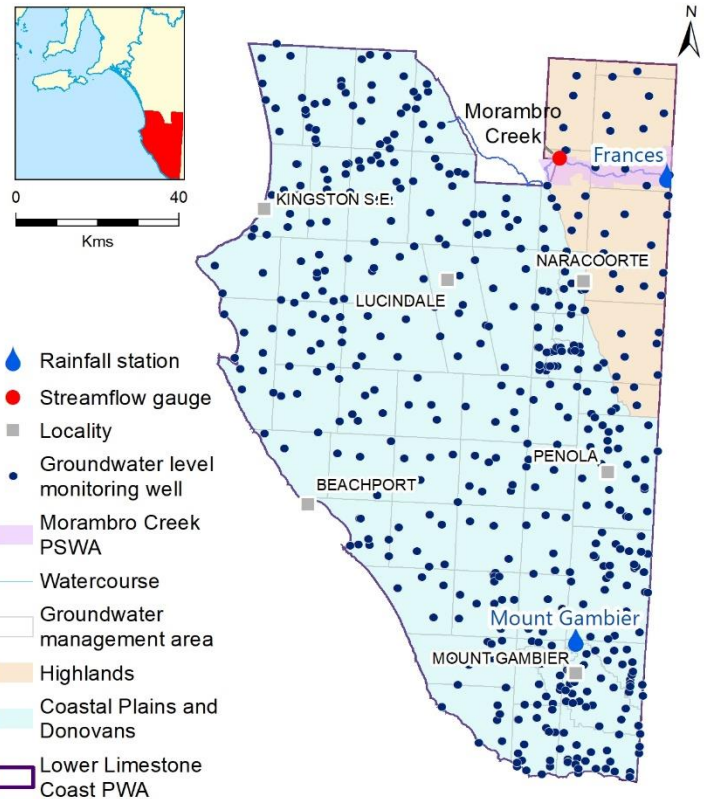 N
Morambro
Creek
Frances
0 40
Kms
KINGSTON S.E.
NARACOORTE
LUCINDALE
Rainfall station
Streamflow gauge
Locality
Groundwater level
monitoring well
Morambro Creek
PSWA
Watercourse
Groundwater
management area
Highlands
Coastal Plains and
Donovans
Lower Limestone
Coast PWA
PENOLA
BEACHPORT
Mount Gambier
MOUNT GAMBIER